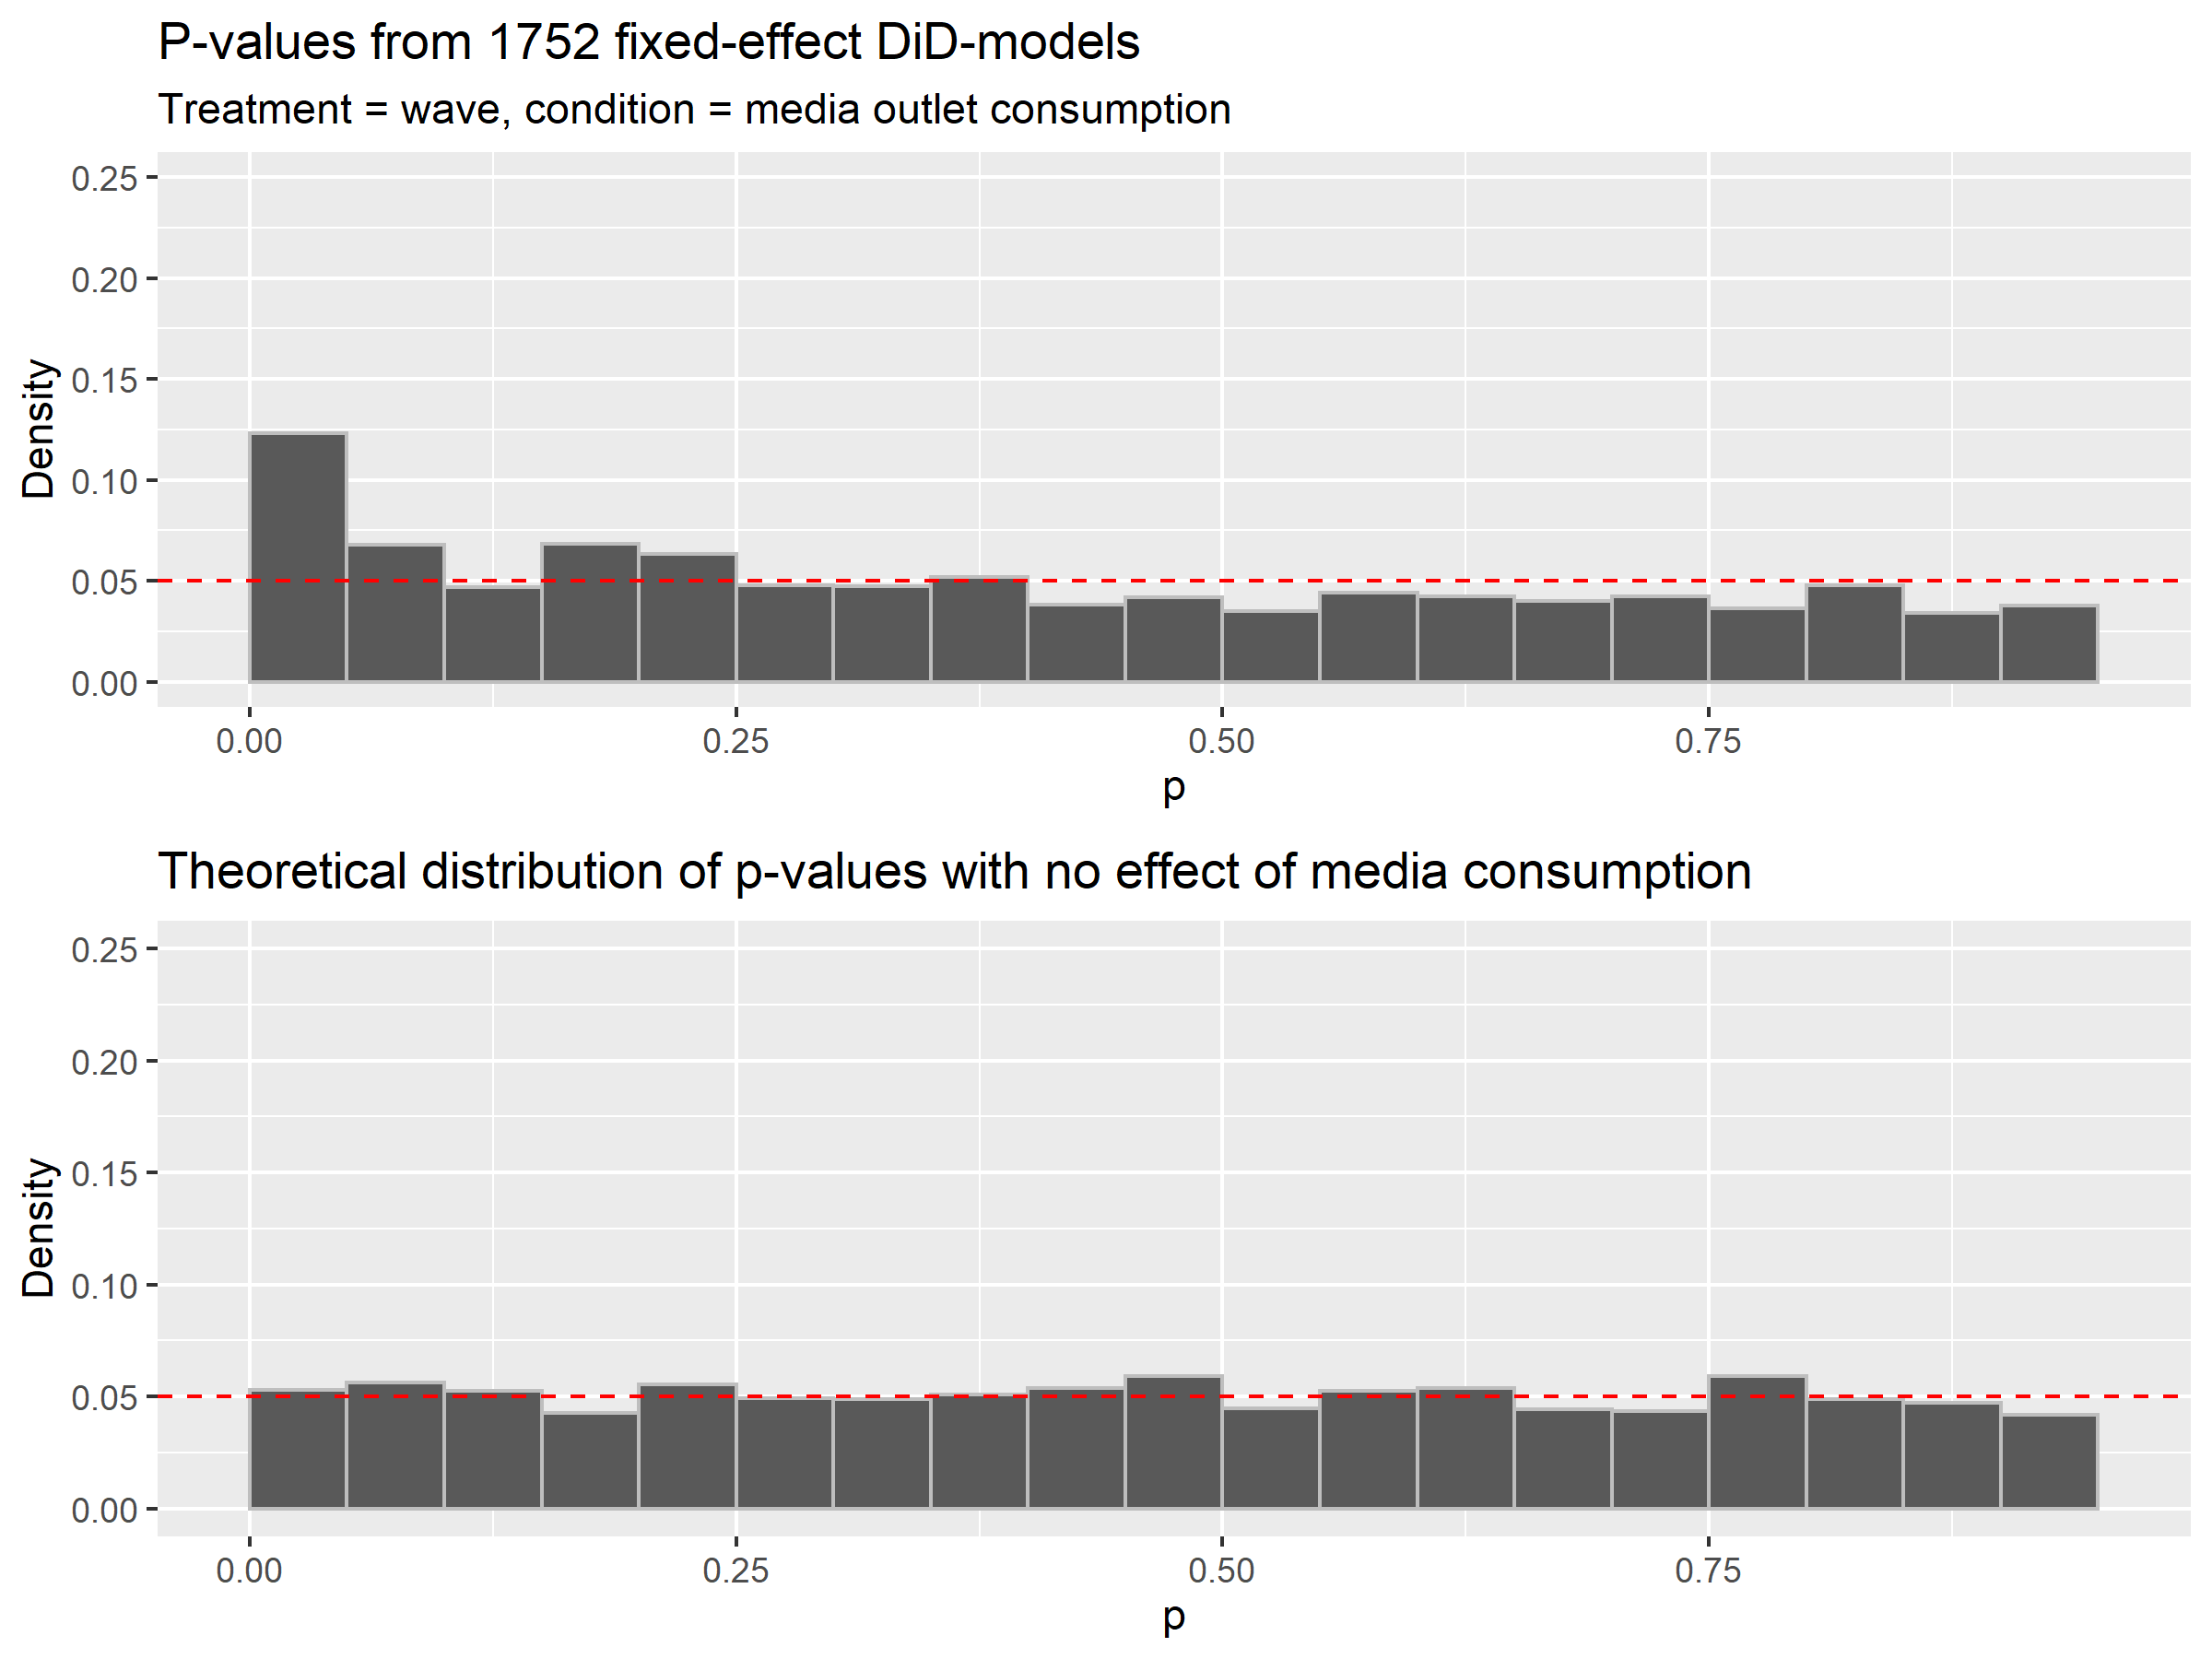 P-values from 1752 fixed-effect DiD-models
Treatment = wave, condition = media outlet consumption
0.25
0.20
0.15
0.10
0.05
0.00
Density
0.00 0.25 0.50 0.75
p
Theoretical distribution of p-values with no effect of media consumption
0.25
0.20
0.15
0.10
0.05
0.00
Density
0.00 0.25 0.50 0.75
p